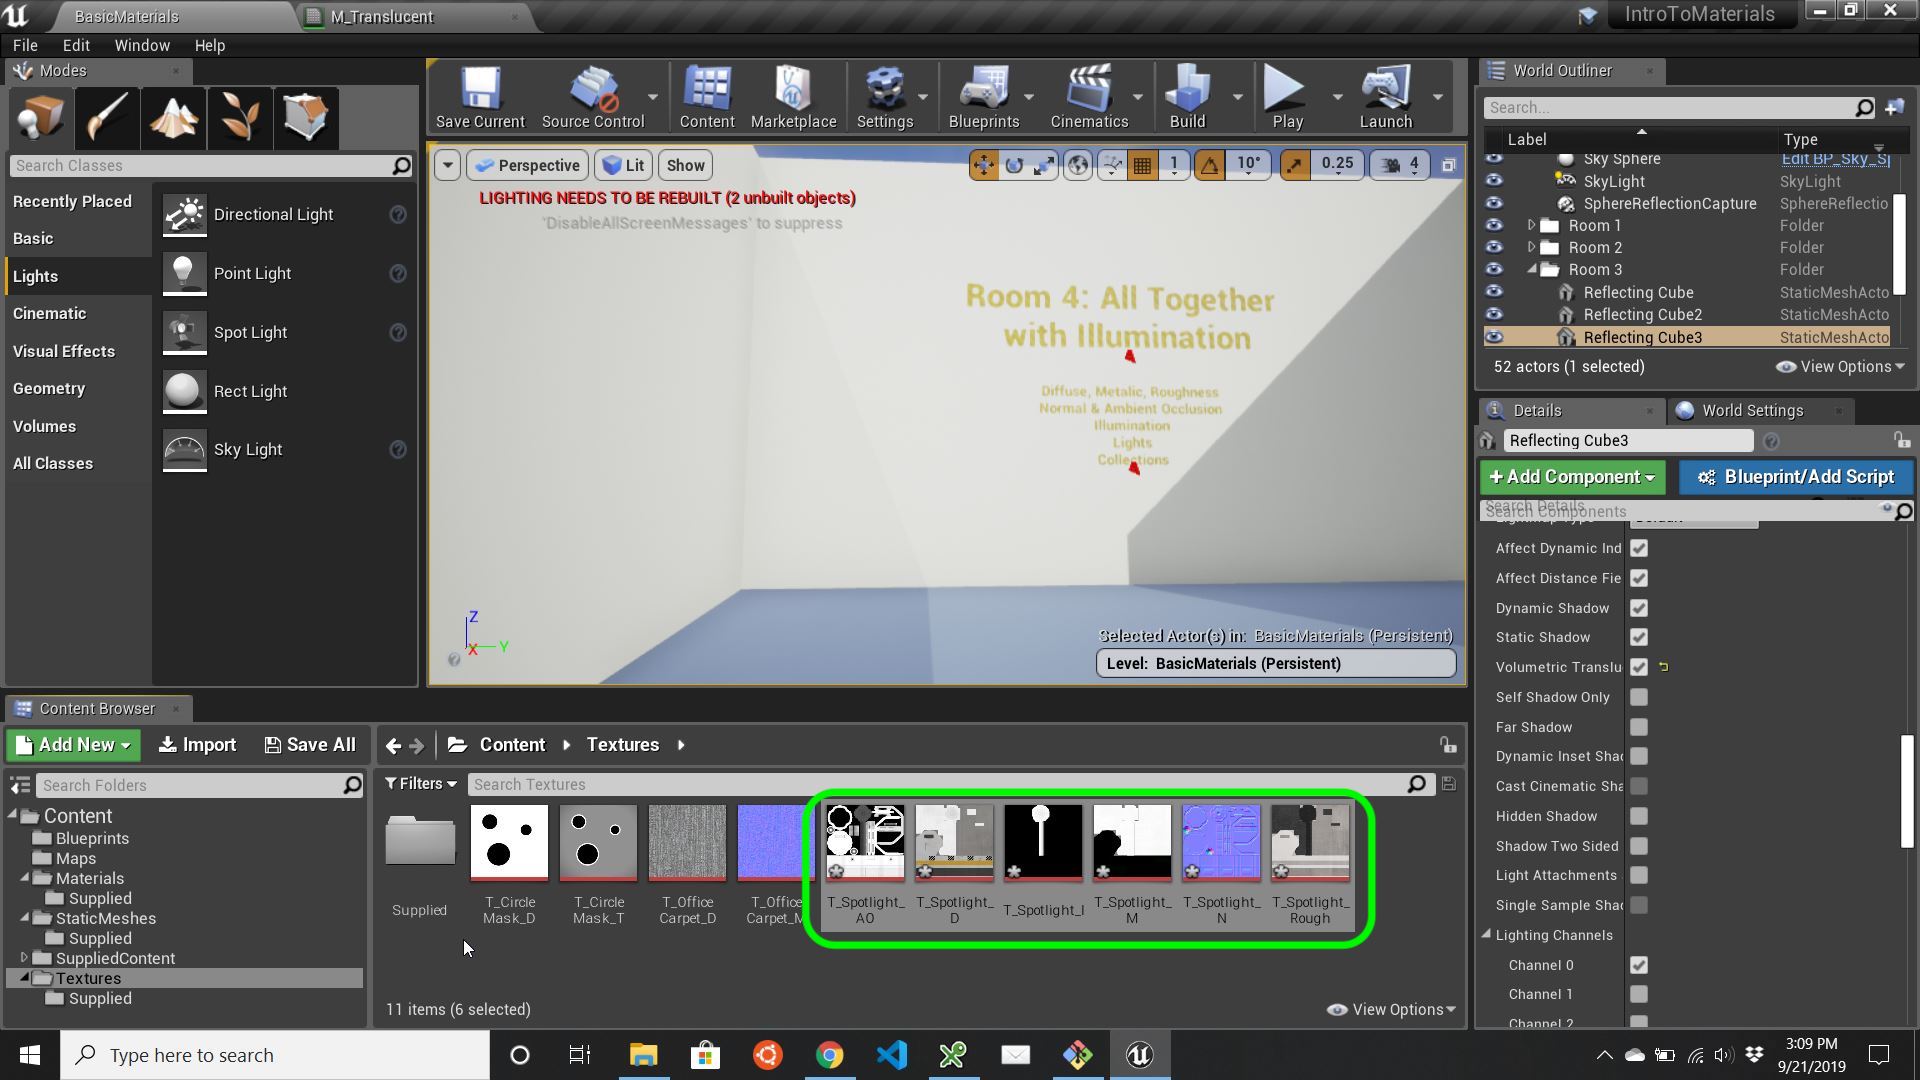 BasicMaterials
M_Translucent
IntroToMaterials
File Edit Window Help
Modes
Search Classes
Recently Placed
Basic
Lights
Cinematic
Visual Effects
Geometry
Volumes
All Classes
Directional Light
Point Light
Spot Light
Rect Light
Sky Light
Save Current
Source Control
Content
Marketplace
Settings
Blueprints
Cinematics
Build
Play
Launch
Perspective
Lit
Show
1
10°
0.25
4
LIGHTING NEEDS TO BE REBUILT (2 unbuilt objects)
'DisableAllScreenMessages' to suppress
Room 4: All Together
with Illumination
Diffuse, Metalic, Roughness
Normal & Ambient Occlusion
Illumination
Lights
Collections
Z
X
Y
Selected Actor(s) in: BasicMaterials (Persistent)
Level: BasicMaterials (Persistent)
World Outliner
Search...
Label Type
Sky Sphere Edit BP_Sky_S
SkyLight SkyLight
SphereReflectionCapture SphereReflectio
Room 1 Folder
Room 2 Folder
Room 3 Folder
Reflecting Cube StaticMeshActo
Reflecting Cube2 StaticMeshActo
Reflecting Cube3 StaticMeshActo
52 actors (1 selected)
View Options
Details
World Settings
Reflecting Cube3
+ Add Component
Blueprint/Add Script
Search Details
Search Components
Affect Dynamic Ind
Affect Distance Fie
Dynamic Shadow
Static Shadow
Volumetric Translu
Self Shadow Only
Far Shadow
Dynamic Inset Shad
Cast Cinematic Sha
Hidden Shadow
Shadow Two Sided
Light Attachments
Single Sample Shad
Lighting Channels
Channel 0
Channel 1
Channel 2
Content Browser
Add New
Import
Save All
Content
Textures
Search Folders
Filters
Search Textures
Content
Blueprints
Maps
Materials
Supplied
StaticMeshes
Supplied
SuppliedContent
Textures
Supplied
Supplied
T_Circle
Mask_D
T_Circle
Mask_T
T_Office
Carpet_D
T_Office
Carpet_
T_Spotlight_
AO
T_Spotlight_
D
T_Spotlight_I
T_Spotlight_
M
T_Spotlight_
N
T_Spotlight_
Rough
11 items (6 selected)
View Options
Type here to search
3:09 PM
9/21/2019